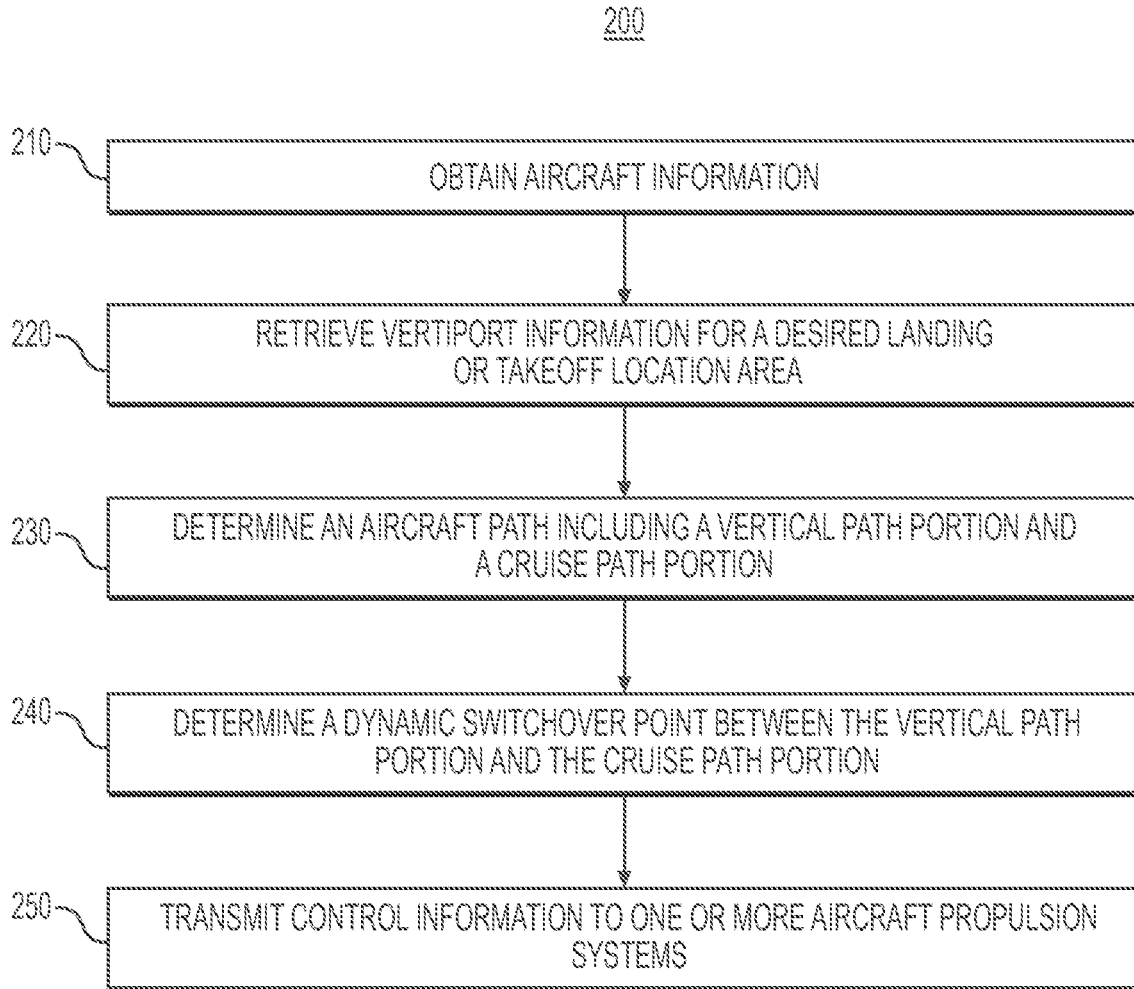 200
210
OBTAIN AIRCRAFT INFORMATION
220
RETRIEVE VERTIPORT INFORMATION FOR A DESIRED LANDING
OR TAKEOFF LOCATION AREA
230
DETERMINE AN AIRCRAFT PATH INCLUDING A VERTICAL PATH PORTION AND
A CRUISE PATH PORTION
240
DETERMINE A DYNAMIC SWITCHOVER POINT BETWEEN THE VERTICAL PATH
PORTION AND THE CRUISE PATH PORTION
250
TRANSMIT CONTROL INFORMATION TO ONE OR MORE AIRCRAFT PROPULSION
SYSTEMS